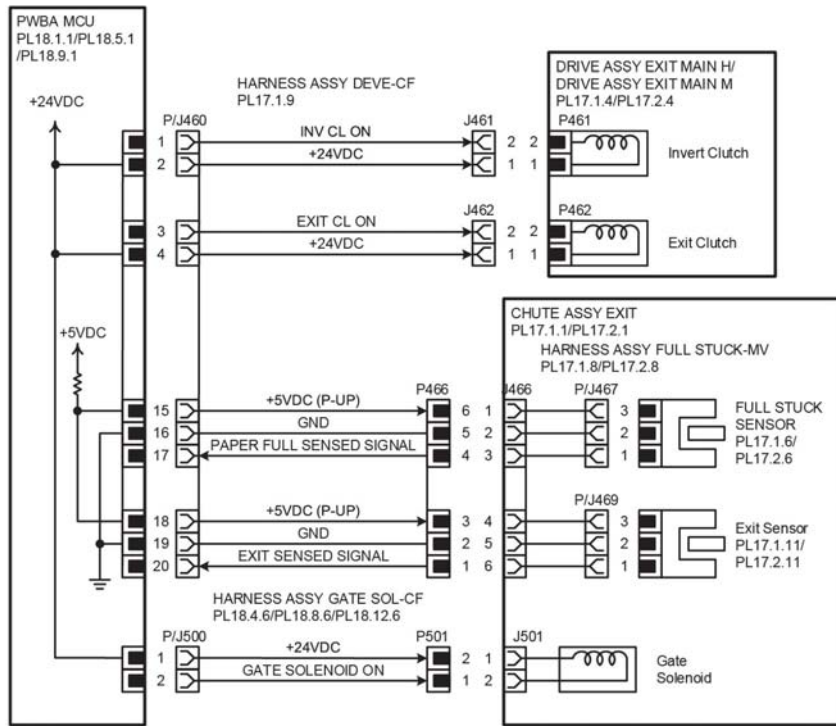 PWBA MCU
PL18.1.1/PL18.5.1
/PL18.9.1
+24VDC
HARNESS ASSY DEVE-CF
PL17.1.9
DRIVE ASSY EXIT MAIN H/
DRIVE ASSY EXIT MAIN M
PL17.1.4/PL17.2.4
P/J460
J461
P461
1 INV CL ON 2 2
2 +24VDC 1 1
Invert Clutch
J462
P462
3 EXIT CL ON 2 2
4 +24VDC 1 1
Exit Clutch
CHUTE ASSY EXIT
PL17.1.1/PL17.2.1
HARNESS ASSY FULL STUCK-MV
PL17.1.8/PL17.2.8
+5VDC
P466
J466
P/J467
15 +5VDC (P-UP) 6 1 3
16 GND 5 2 2
17 PAPER FULL SENSED SIGNAL 4 3 1
FULL STUCK
SENSOR
PL17.1.6/
PL17.2.6
P/J469
18 +5VDC (P-UP) 3 4 3
19 GND 2 5 2
20 EXIT SENSED SIGNAL 1 6 1
Exit Sensor
PL17.1.11/
PL17.2.11
HARNESS ASSY GATE SOL-CF
PL18.4.6/PL18.8.6/PL18.12.6
P/J500
P501
J501
1 +24VDC 2 1
2 GATE SOLENOID ON 1 2
Gate
Solenoid